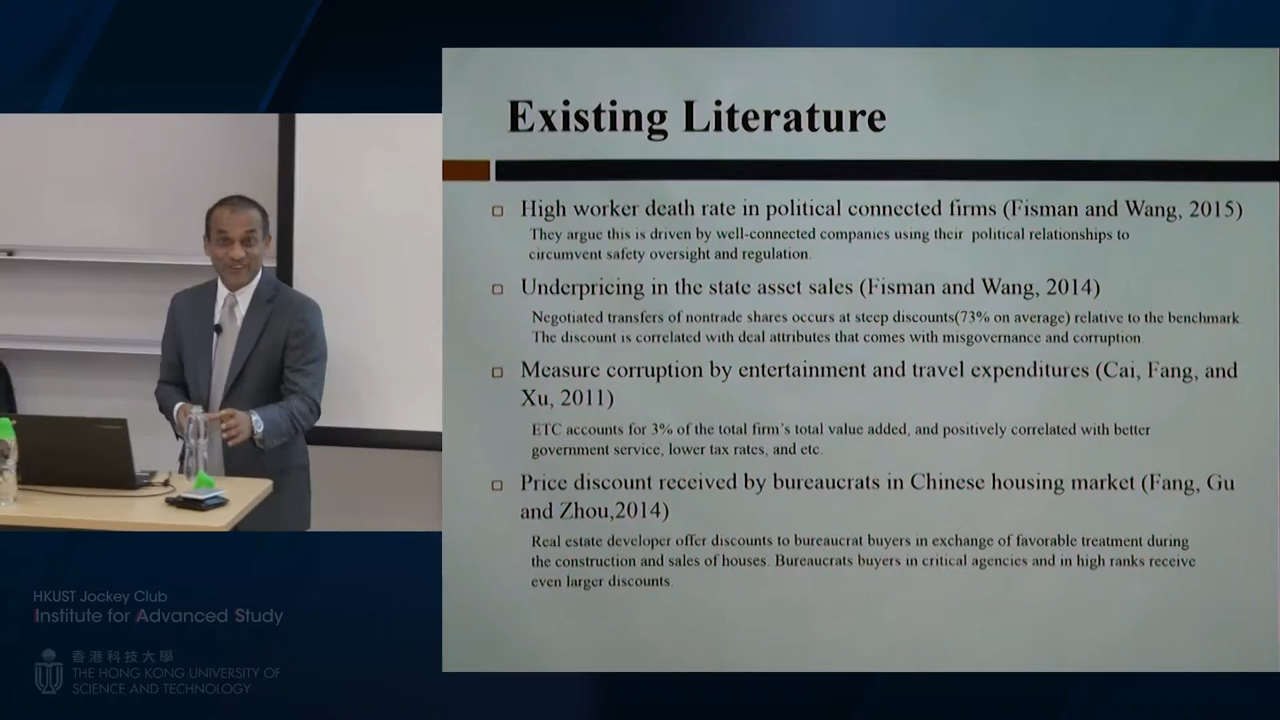 Existing Literature
High worker death rate in political connected firms (Fisman and Wang, 2015)
They argue this is driven by well-connected companies using their political relationships to
circumvent safety oversight and regulation.
Underpricing in the state asset sales (Fisman and Wang, 2014)
Negotiated transfers of nontrade shares occurs at steep discounts(73% on average) relative to the benchmark.
The discount is correlated with deal attributes that comes with misgovernance and corruption.
Measure corruption by entertainment and travel expenditures (Cai, Fang, and
Xu, 2011)
ETC accounts for 3% of the total firm's total value added, and positively correlated with better
government service, lower tax rates, and etc.
Price discount received by bureaucrats in Chinese housing market (Fang, Gu
and Zhou,2014)
Real estate developer offer discounts to bureaucrat buyers in exchange of favorable treatment during
the construction and sales of houses. Bureaucrats buyers in critical agencies and in high ranks receive
even larger discounts.
HKUST Jockey Club
Institute for Advanced Study
香港科技大學
THE HONG KONG UNIVERSITY OF
SCIENCE AND TECHNOLOGY